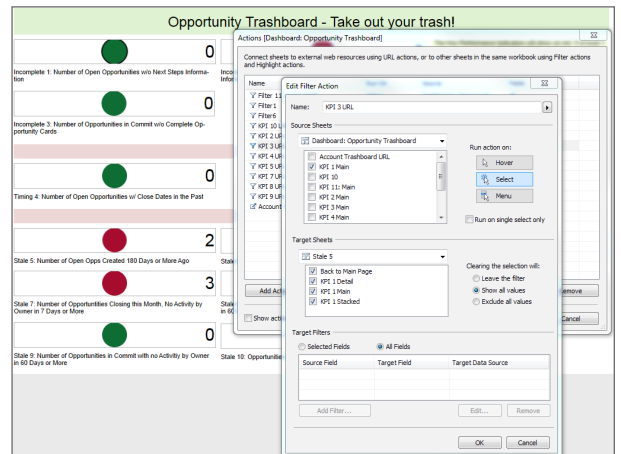 Opportunity Trashboard - Take out your trash!
0
Incomplete 1: Number of Open Opportunities w/o Next Steps Informa-
tion
0
Incomplete 3: Number of Opportunities in Commit w/o Complete Op-
portunity Cards
0
Timing 4: Number of Open Opportunities w/ Close Dates in the Past
2
Stale 5: Number of Open Opps Created 180 Days or More Ago
Stale
3
Stale 7: Number of Opportunities Closing this Month, No Activity by
Owner in 7 Days or More
Stale
in 60
0
Stale 9: Number of Opportunities in Commit with no Activity by Owner
in 60 Days or More
Stale 10: Opportunitie
Actions [Dashboard: Opportunity Trashboard]
Connect sheets to external web resources using URL actions, or to other sheets in the same workbook using Filter actions
and Highlight actions.
Name
Filter 11
Filter1
Filter6
KPI 10 U
KPI 2 UR
KPI 3 UR
KPI 4 UR
KPI 5 UR
KPI 7 UR
KPI 8 UR
KPI 9 UR
Account
Add Act
emove
Show acti
Cancel
Edit Filter Action
Name:
KPI 3 URL
Source Sheets
Dashboard: Opportunity Trashboard
Account Trashboard URL
KPI 1 Main
KPI 10
KPI 11: Main
KPI 2 Main
KPI 3 Main
KPI 4 Main
Run action on:
Hover
Select
Menu
Run on single select only
Target Sheets
Stale 5
Back to Main Page
KPI 1 Detail
KPI 1 Main
KPI 1 Stacked
Clearing the selection will:
Leave the filter
Show all values
Exclude all values
Target Filters
Selected Fields
All Fields
Source Field
Target Field
Target Data Source
Add Filter...
Edit...
Remove
OK
Cancel